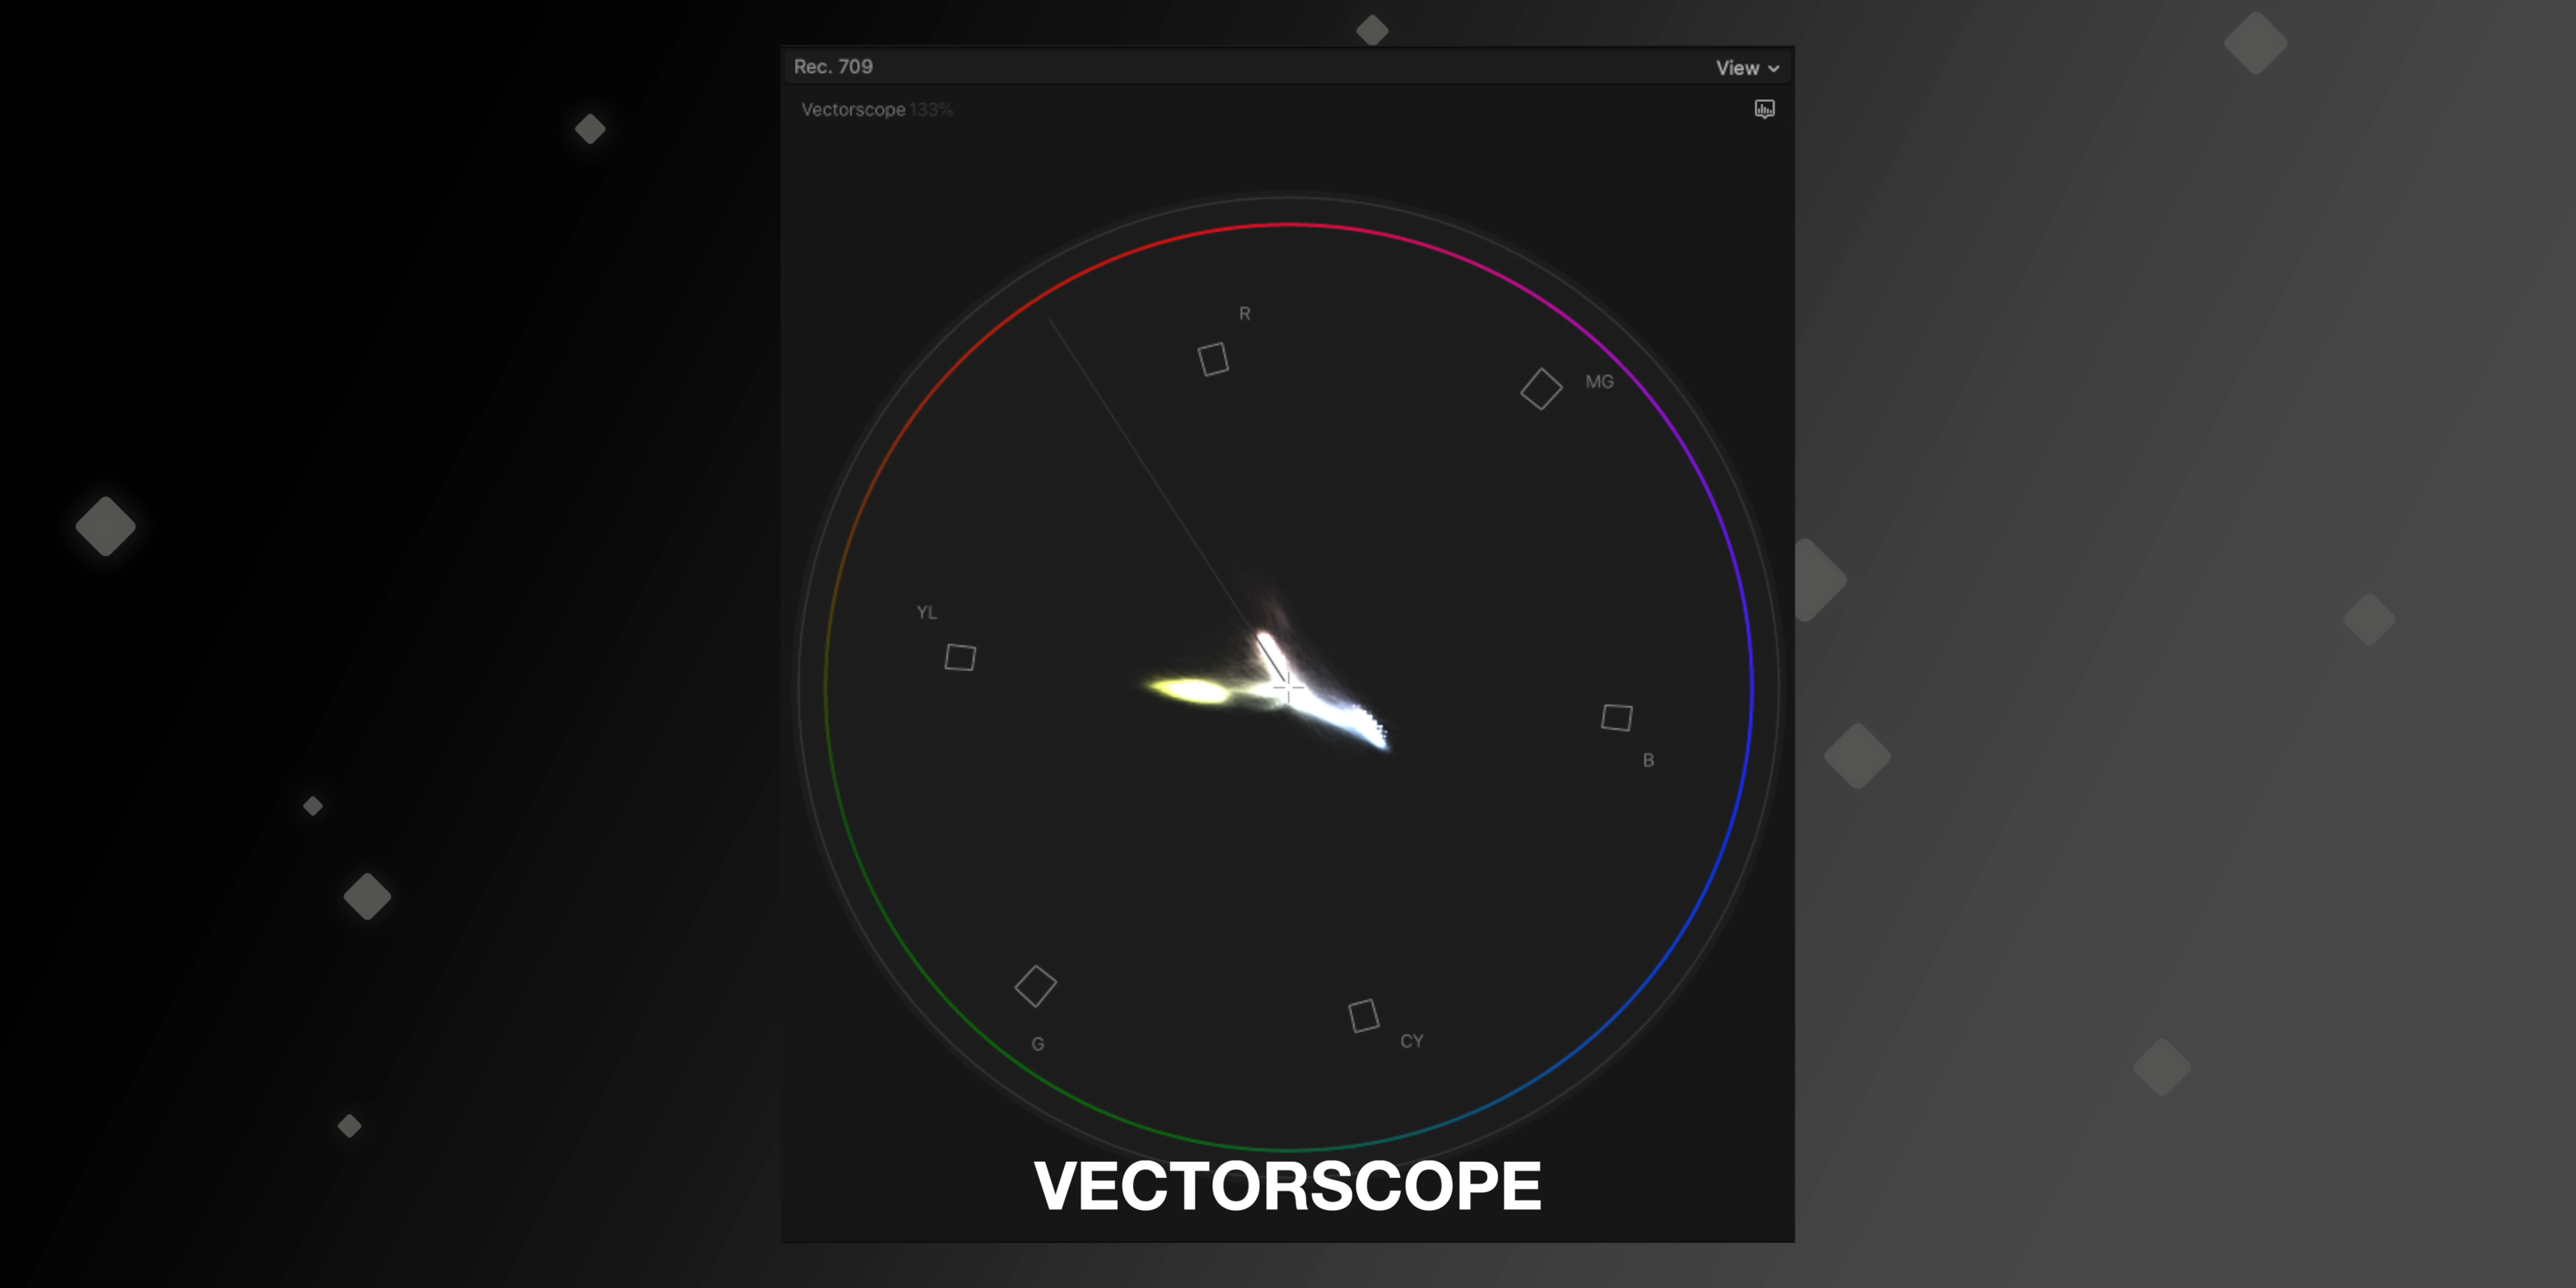 Rec. 709
View
Vectorscope 133%
R
MG
YL
B
G
CY
VECTORSCOPE